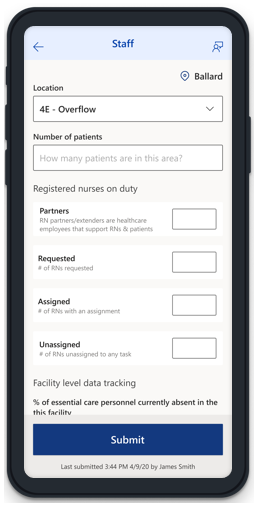 Staff
Ballard
Location
4E - Overflow
Number of patients
How many patients are in this area?
Registered nurses on duty
Partners
RN partners/extenders are healthcare
employees that support RNs & patients
Requested
# of RNs requested
Assigned
# of RNs with an assignment
Unassigned
# of RNs unassigned to any task
Facility level data tracking
% of essential care personnel currently absent in the
this facility
Submit
Last submitted 3:44 PM 4/9/20 by James Smith